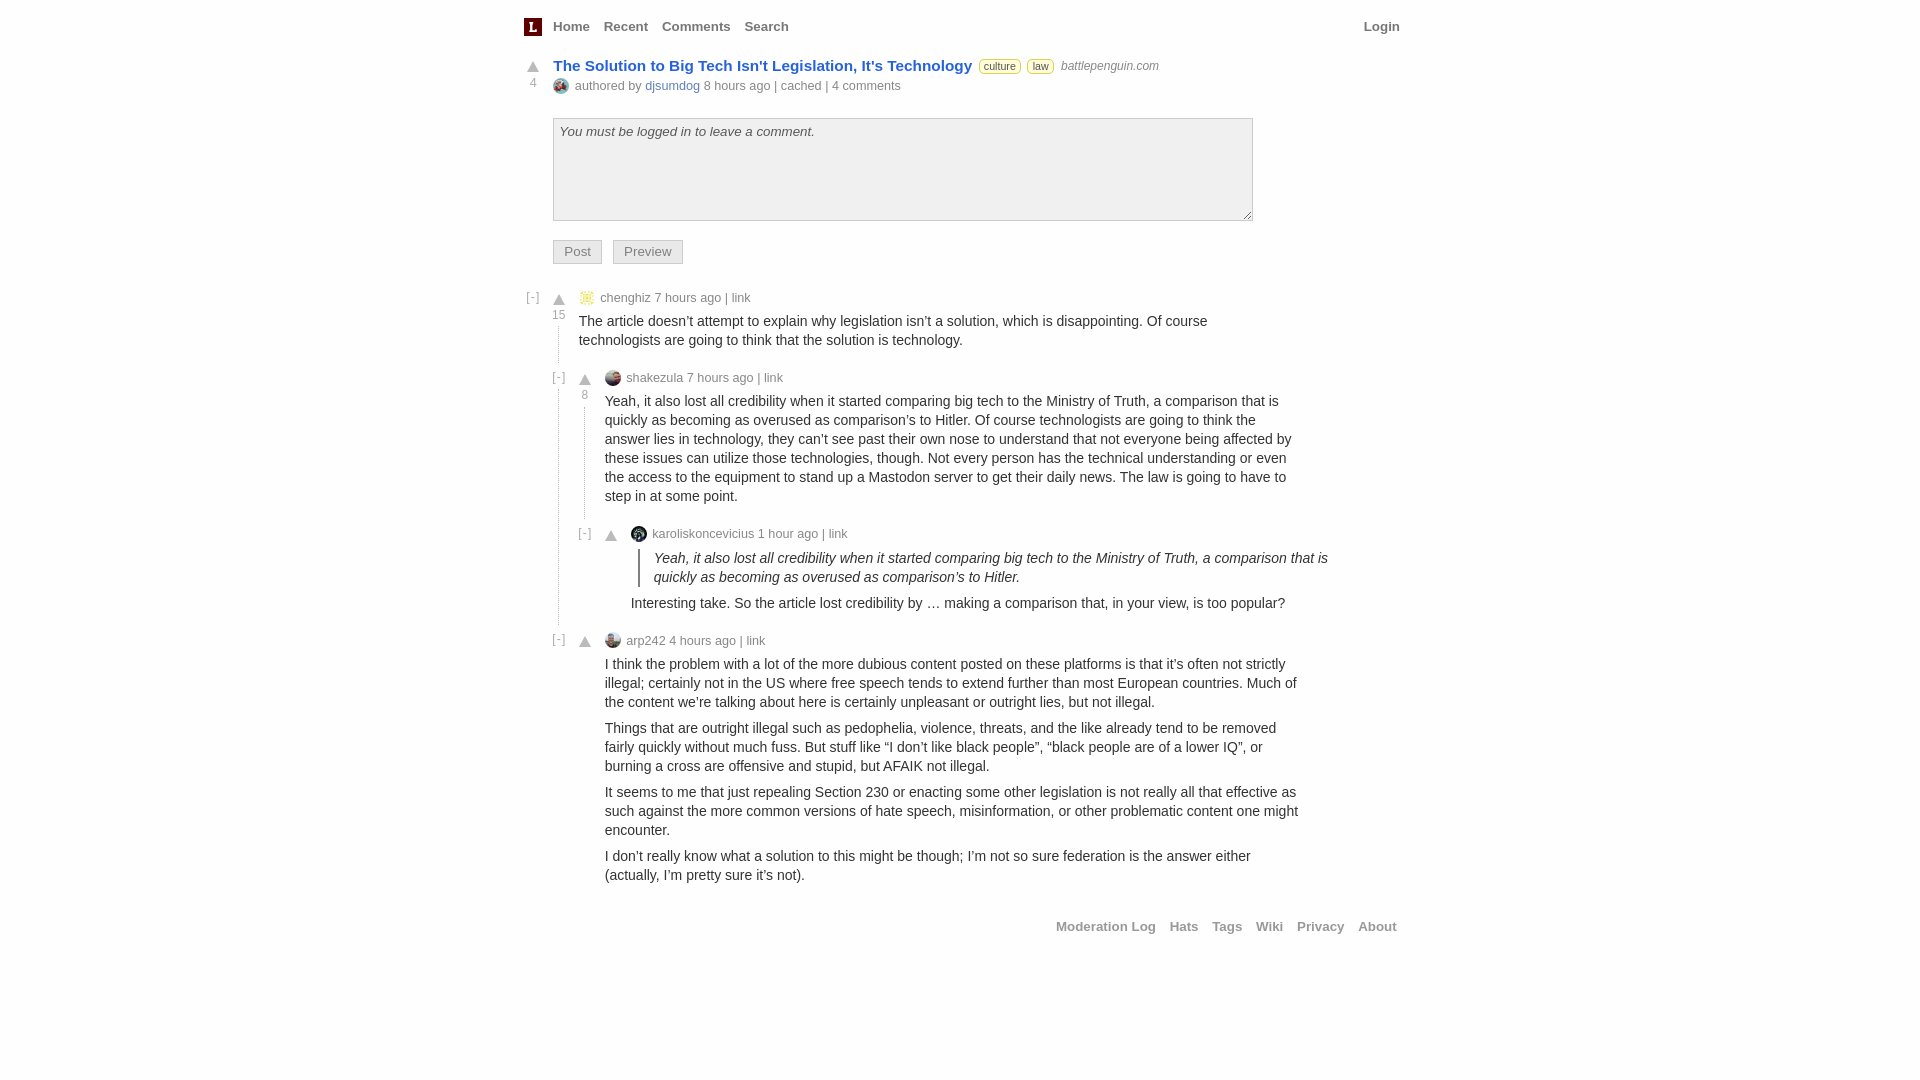 L Home Recent Comments Search Login
The Solution to Big Tech Isn't Legislation, It's Technology culture law battlepenguin.com
4
authored by djsumdog 8 hours ago | cached | 4 comments
You must be logged in to leave a comment.
Post Preview
[-] chenghiz 7 hours ago | link
15
The article doesn’t attempt to explain why legislation isn’t a solution, which is disappointing. Of course
technologists are going to think that the solution is technology.
[-] shakezula 7 hours ago | link
8
Yeah, it also lost all credibility when it started comparing big tech to the Ministry of Truth, a comparison that is
quickly as becoming as overused as comparison’s to Hitler. Of course technologists are going to think the
answer lies in technology, they can’t see past their own nose to understand that not everyone being affected by
these issues can utilize those technologies, though. Not every person has the technical understanding or even
the access to the equipment to stand up a Mastodon server to get their daily news. The law is going to have to
step in at some point.
[-] karoliskoncevicius 1 hour ago | link
Yeah, it also lost all credibility when it started comparing big tech to the Ministry of Truth, a comparison that is
quickly as becoming as overused as comparison’s to Hitler.
Interesting take. So the article lost credibility by … making a comparison that, in your view, is too popular?
[-] arp242 4 hours ago | link
I think the problem with a lot of the more dubious content posted on these platforms is that it’s often not strictly
illegal; certainly not in the US where free speech tends to extend further than most European countries. Much of
the content we’re talking about here is certainly unpleasant or outright lies, but not illegal.
Things that are outright illegal such as pedophelia, violence, threats, and the like already tend to be removed
fairly quickly without much fuss. But stuff like “I don’t like black people”, “black people are of a lower IQ”, or
burning a cross are offensive and stupid, but AFAIK not illegal.
It seems to me that just repealing Section 230 or enacting some other legislation is not really all that effective as
such against the more common versions of hate speech, misinformation, or other problematic content one might
encounter.
I don’t really know what a solution to this might be though; I’m not so sure federation is the answer either
(actually, I’m pretty sure it’s not).
Moderation Log Hats Tags Wiki Privacy About